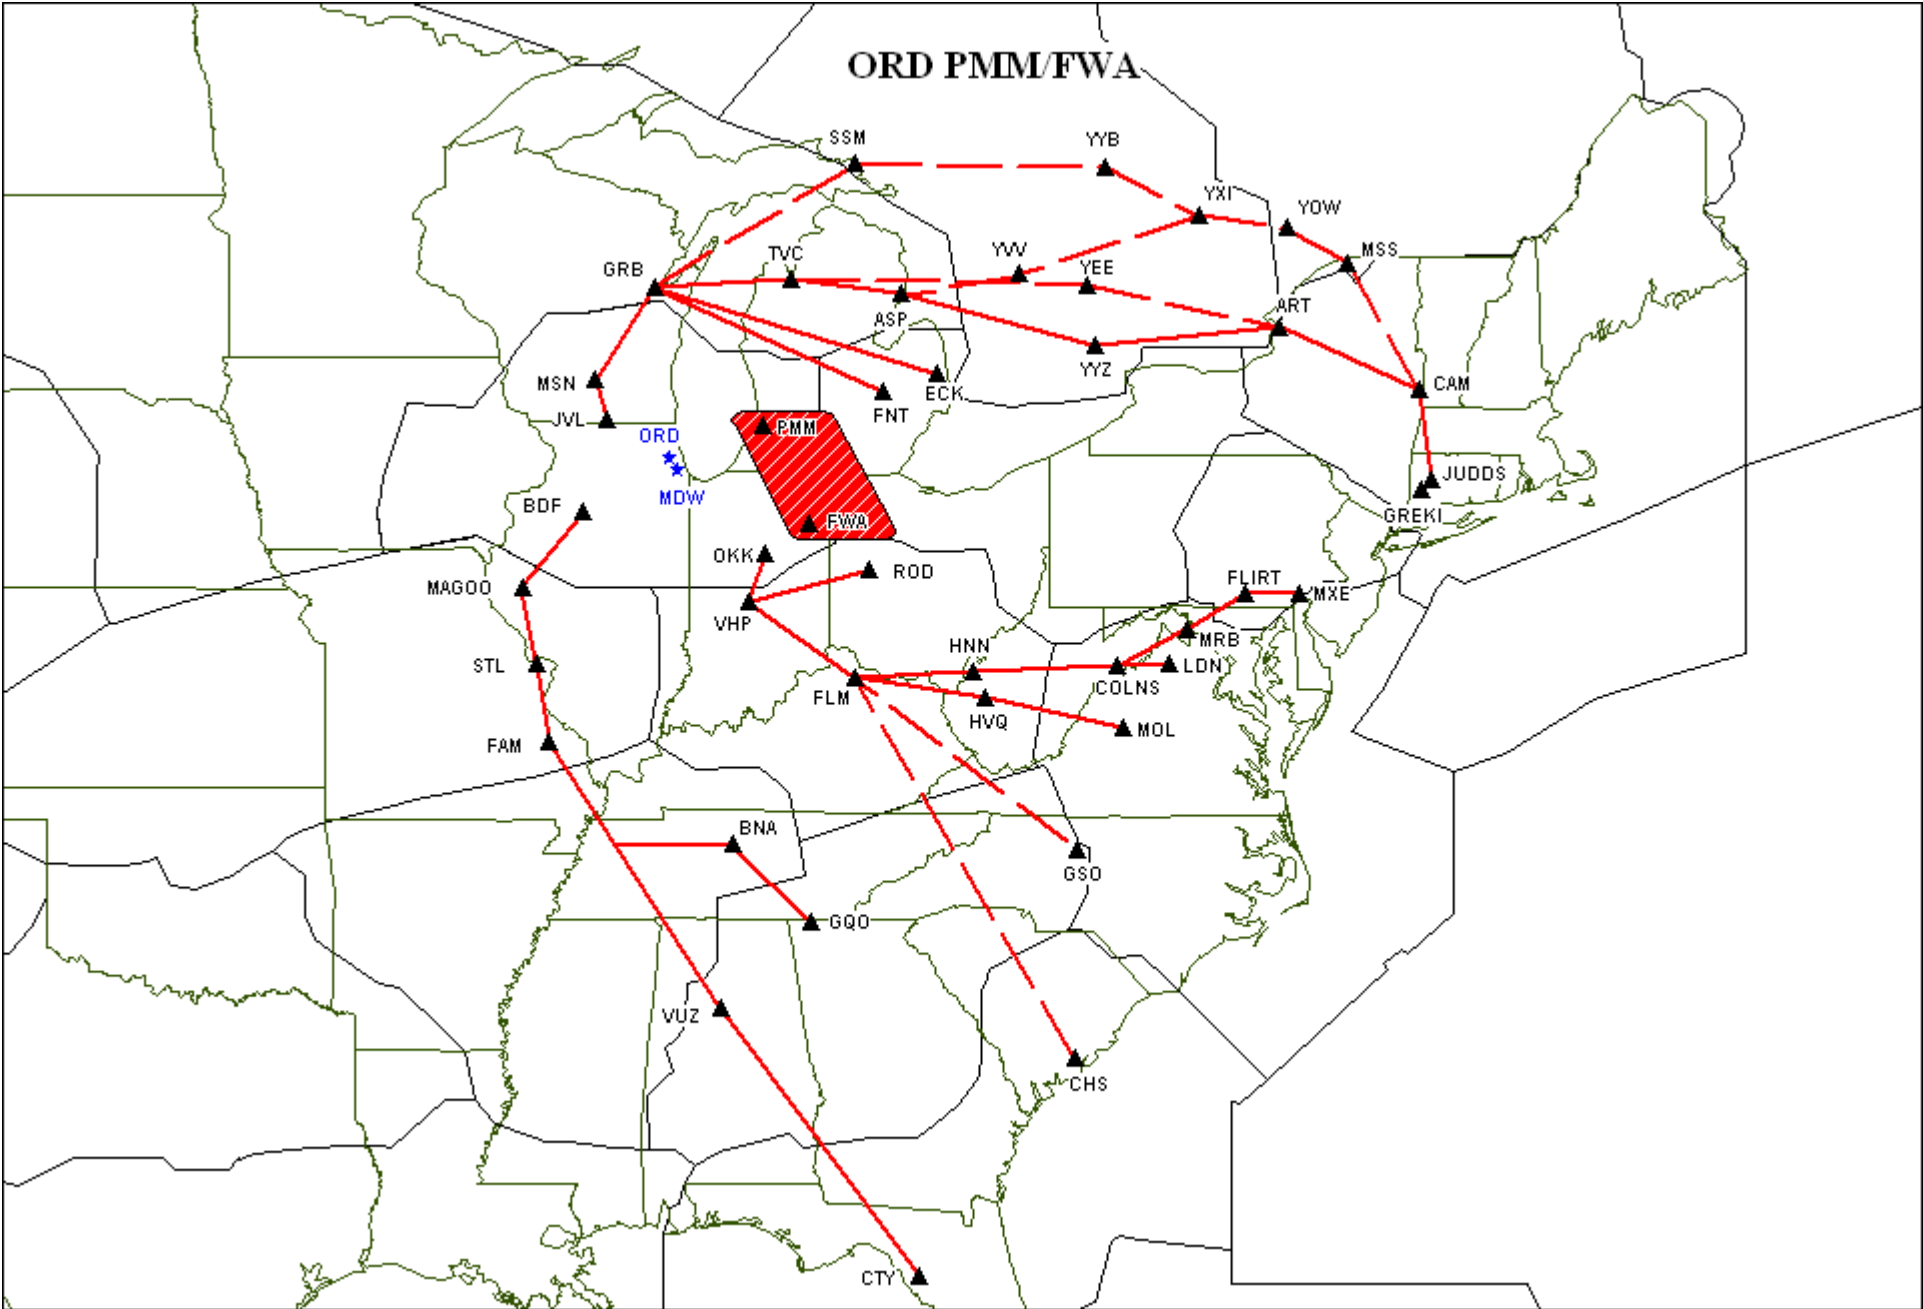 ORD PMM/FWA
SSM
YYB
YXI
YOW
MSS
GRB
TVC
YVV
YEE
ART
ASP
YYZ
MSN
ECK
CAM
FNT
JVL
PMM
ORD
MDW
JUDDS
BDF
GREKI
FWA
OKK
ROD
MAGOO
FLIRT
MXE
VHP
MRB
HNN
STL
LDN
COLNS
FLM
HVQ
MOL
FAM
BNA
GSO
GQO
VUZ
CHS
CTY